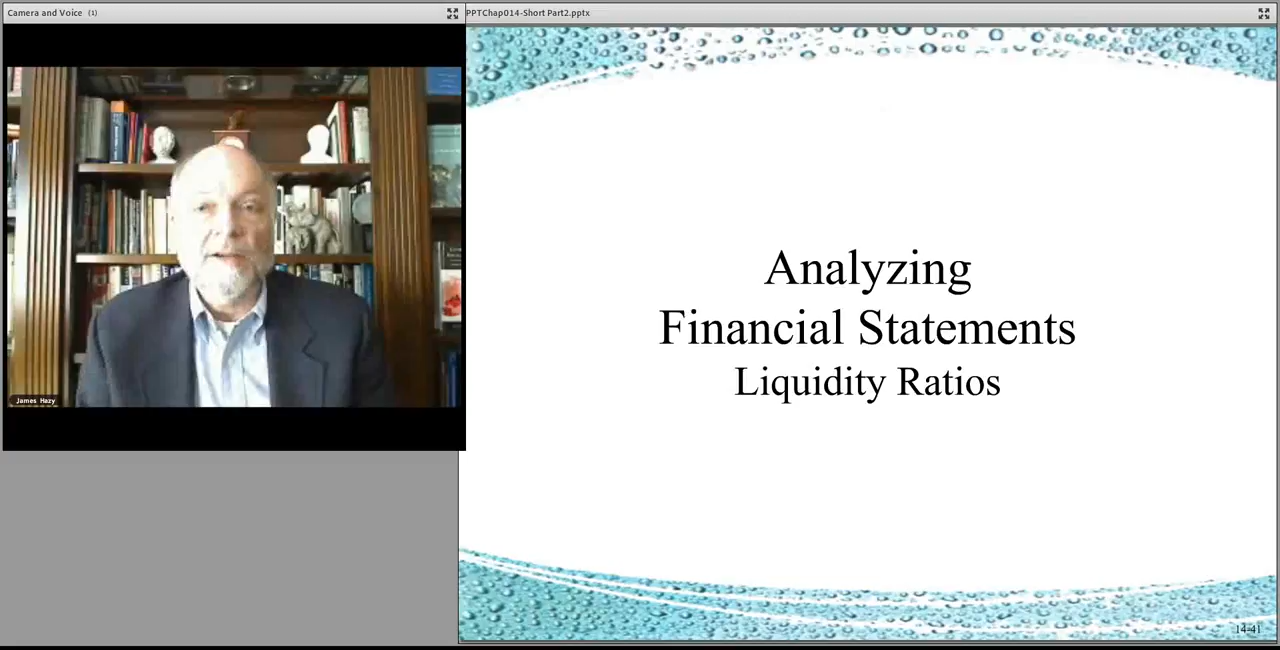 Camera and Voice (1)
PPTChap014-Short Part2.pptx
Analyzing
Financial Statements
Liquidity Ratios
James Hazy
14-41